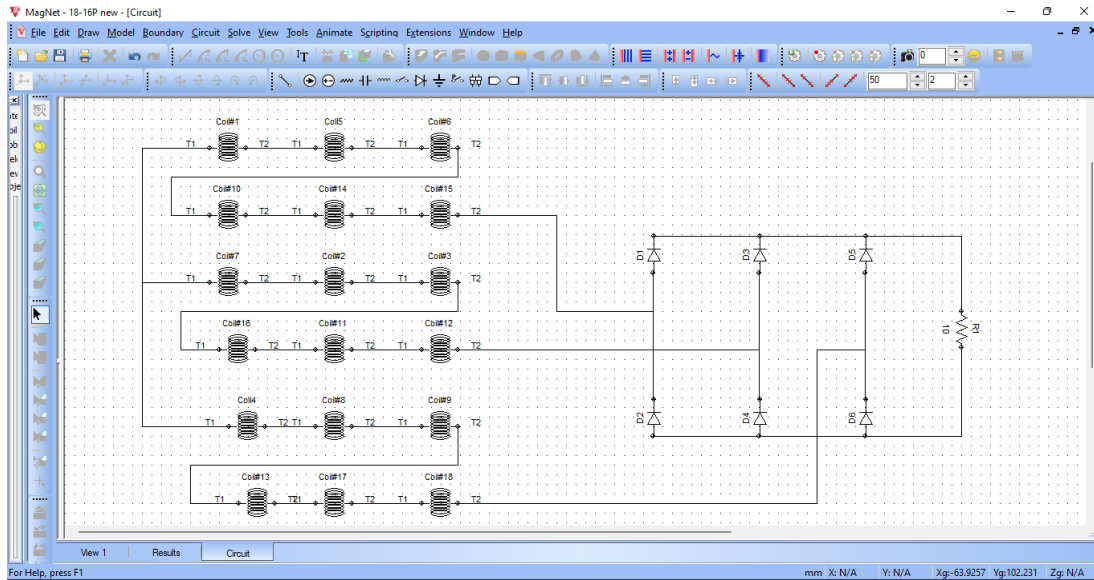 MagNet - 18-16P new - [Circuit]
File Edit Draw Model Boundary Circuit Solve View Tools Animate Scripting Extensions Window Help
0
50 2
Coil#1 Coil5 Coil#6
T1 T2 T1 T2 T1 T2
Coil#10 Coil#14 Coil#15
T1 T2 T1 T2 T1 T2
D1 D3 D5
Coil#7 Coil#2 Coil#3
T1 T2 T1 T2 T1 T2
Coil#16 Coil#11 Coil#12
T1 T2 T1 T2 T1 T2
10 R1
Coil4 Coil#8 Coil#9
T1 T2 T1 T2 T1 T2
D2 D4 D6
Coil#13 Coil#17 Coil#18
T1 T2 T1 T2 T1 T2
View 1 Results Circuit
For Help, press F1 mm X: N/A Y: N/A Xg:-63.9257 Yg:102.231 Zg: N/A